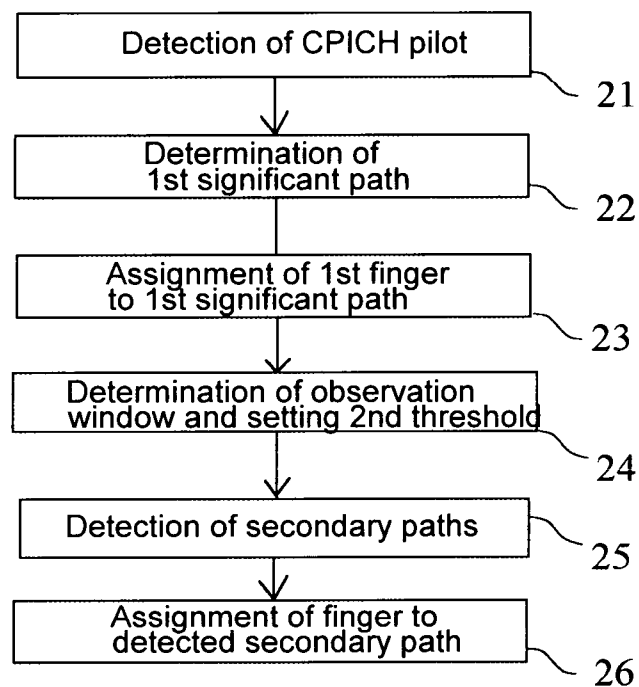 Detection of CPICH pilot
21
Determination of
1st significant path
22
Assignment of 1st finger
to 1st significant path
23
Determination of observation
window and setting 2nd threshold
24
Detection of secondary paths
25
Assignment of finger to
detected secondary path
26